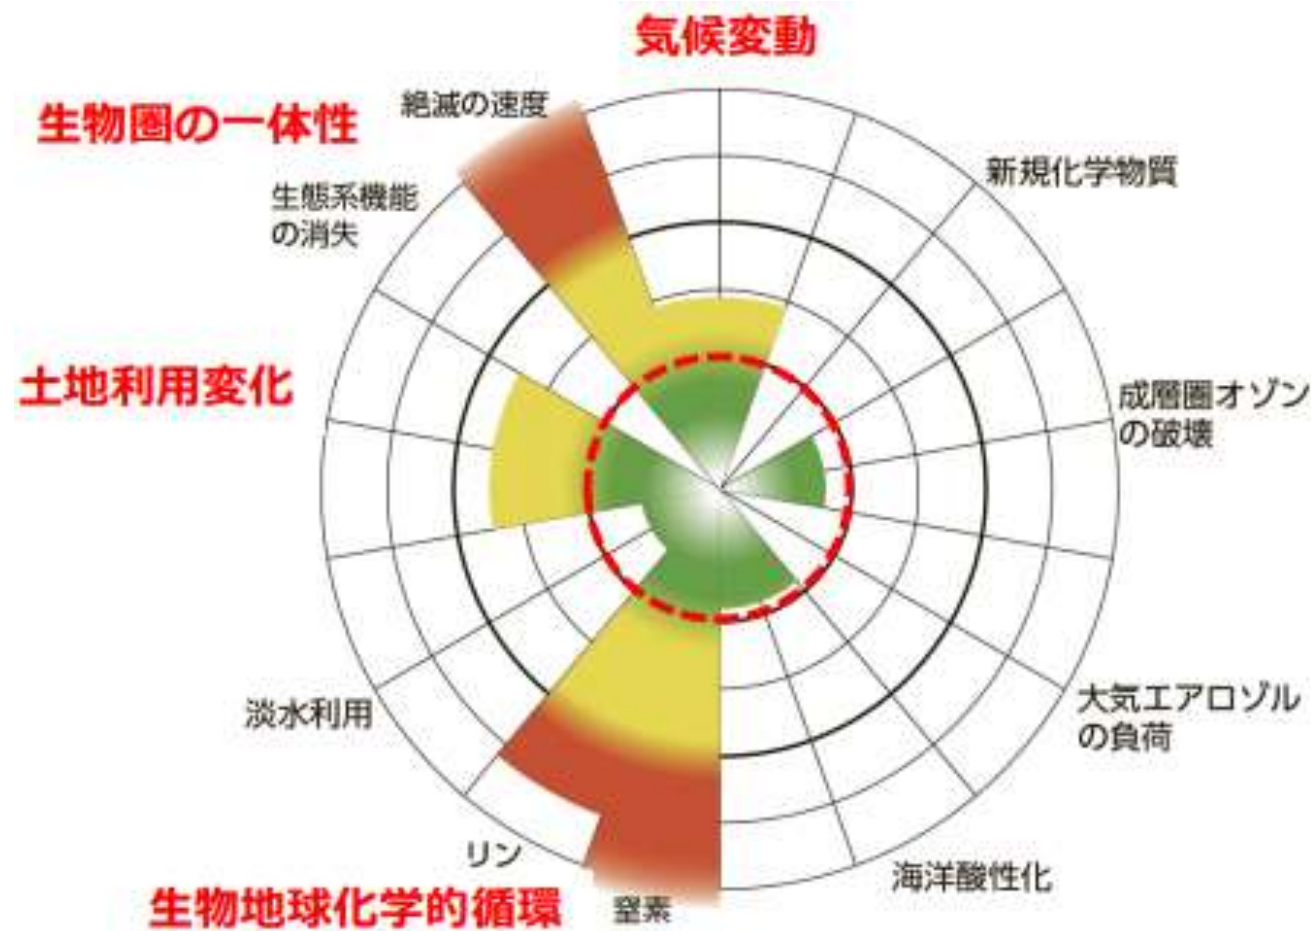 気候変動
絶滅の速度
生物圏の一体性
新規化学物質
生態系機能
の消失
土地利用変化
成層圏オゾン
の破壊
淡水利用
大気エアロゾル
の負荷
リン
海洋酸性化
生物地球化学的循環
窒素